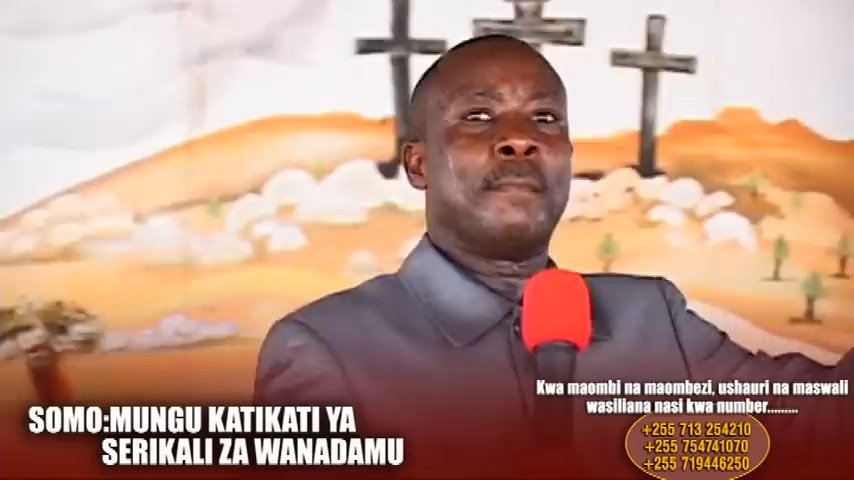 SOMO:MUNGU KATIKATI YA
SERIKALI ZA WANADAMU
Kwa maombi na maombezi, ushauri na maswali
wasiliana nasi kwa number..........
+255 713 254210
+255 754741070
+255 719446250